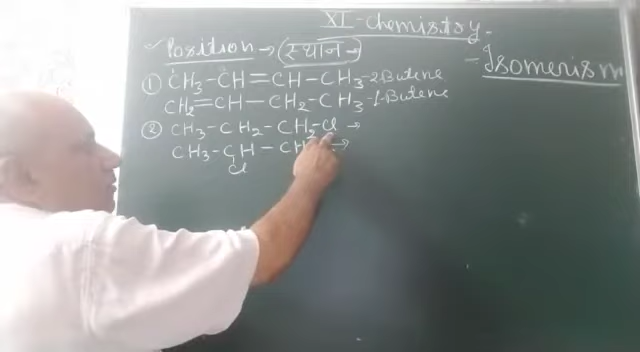 XI-chemistry.
Position → (स्थान)
- Isomerism
① CH₃-CH=CH-CH₃-2-Butene
CH₂=CH-CH₂-CH₃-1-Butene
② CH₃-CH₂-CH₂-Cl →
CH₃-CH-CH →
Cl